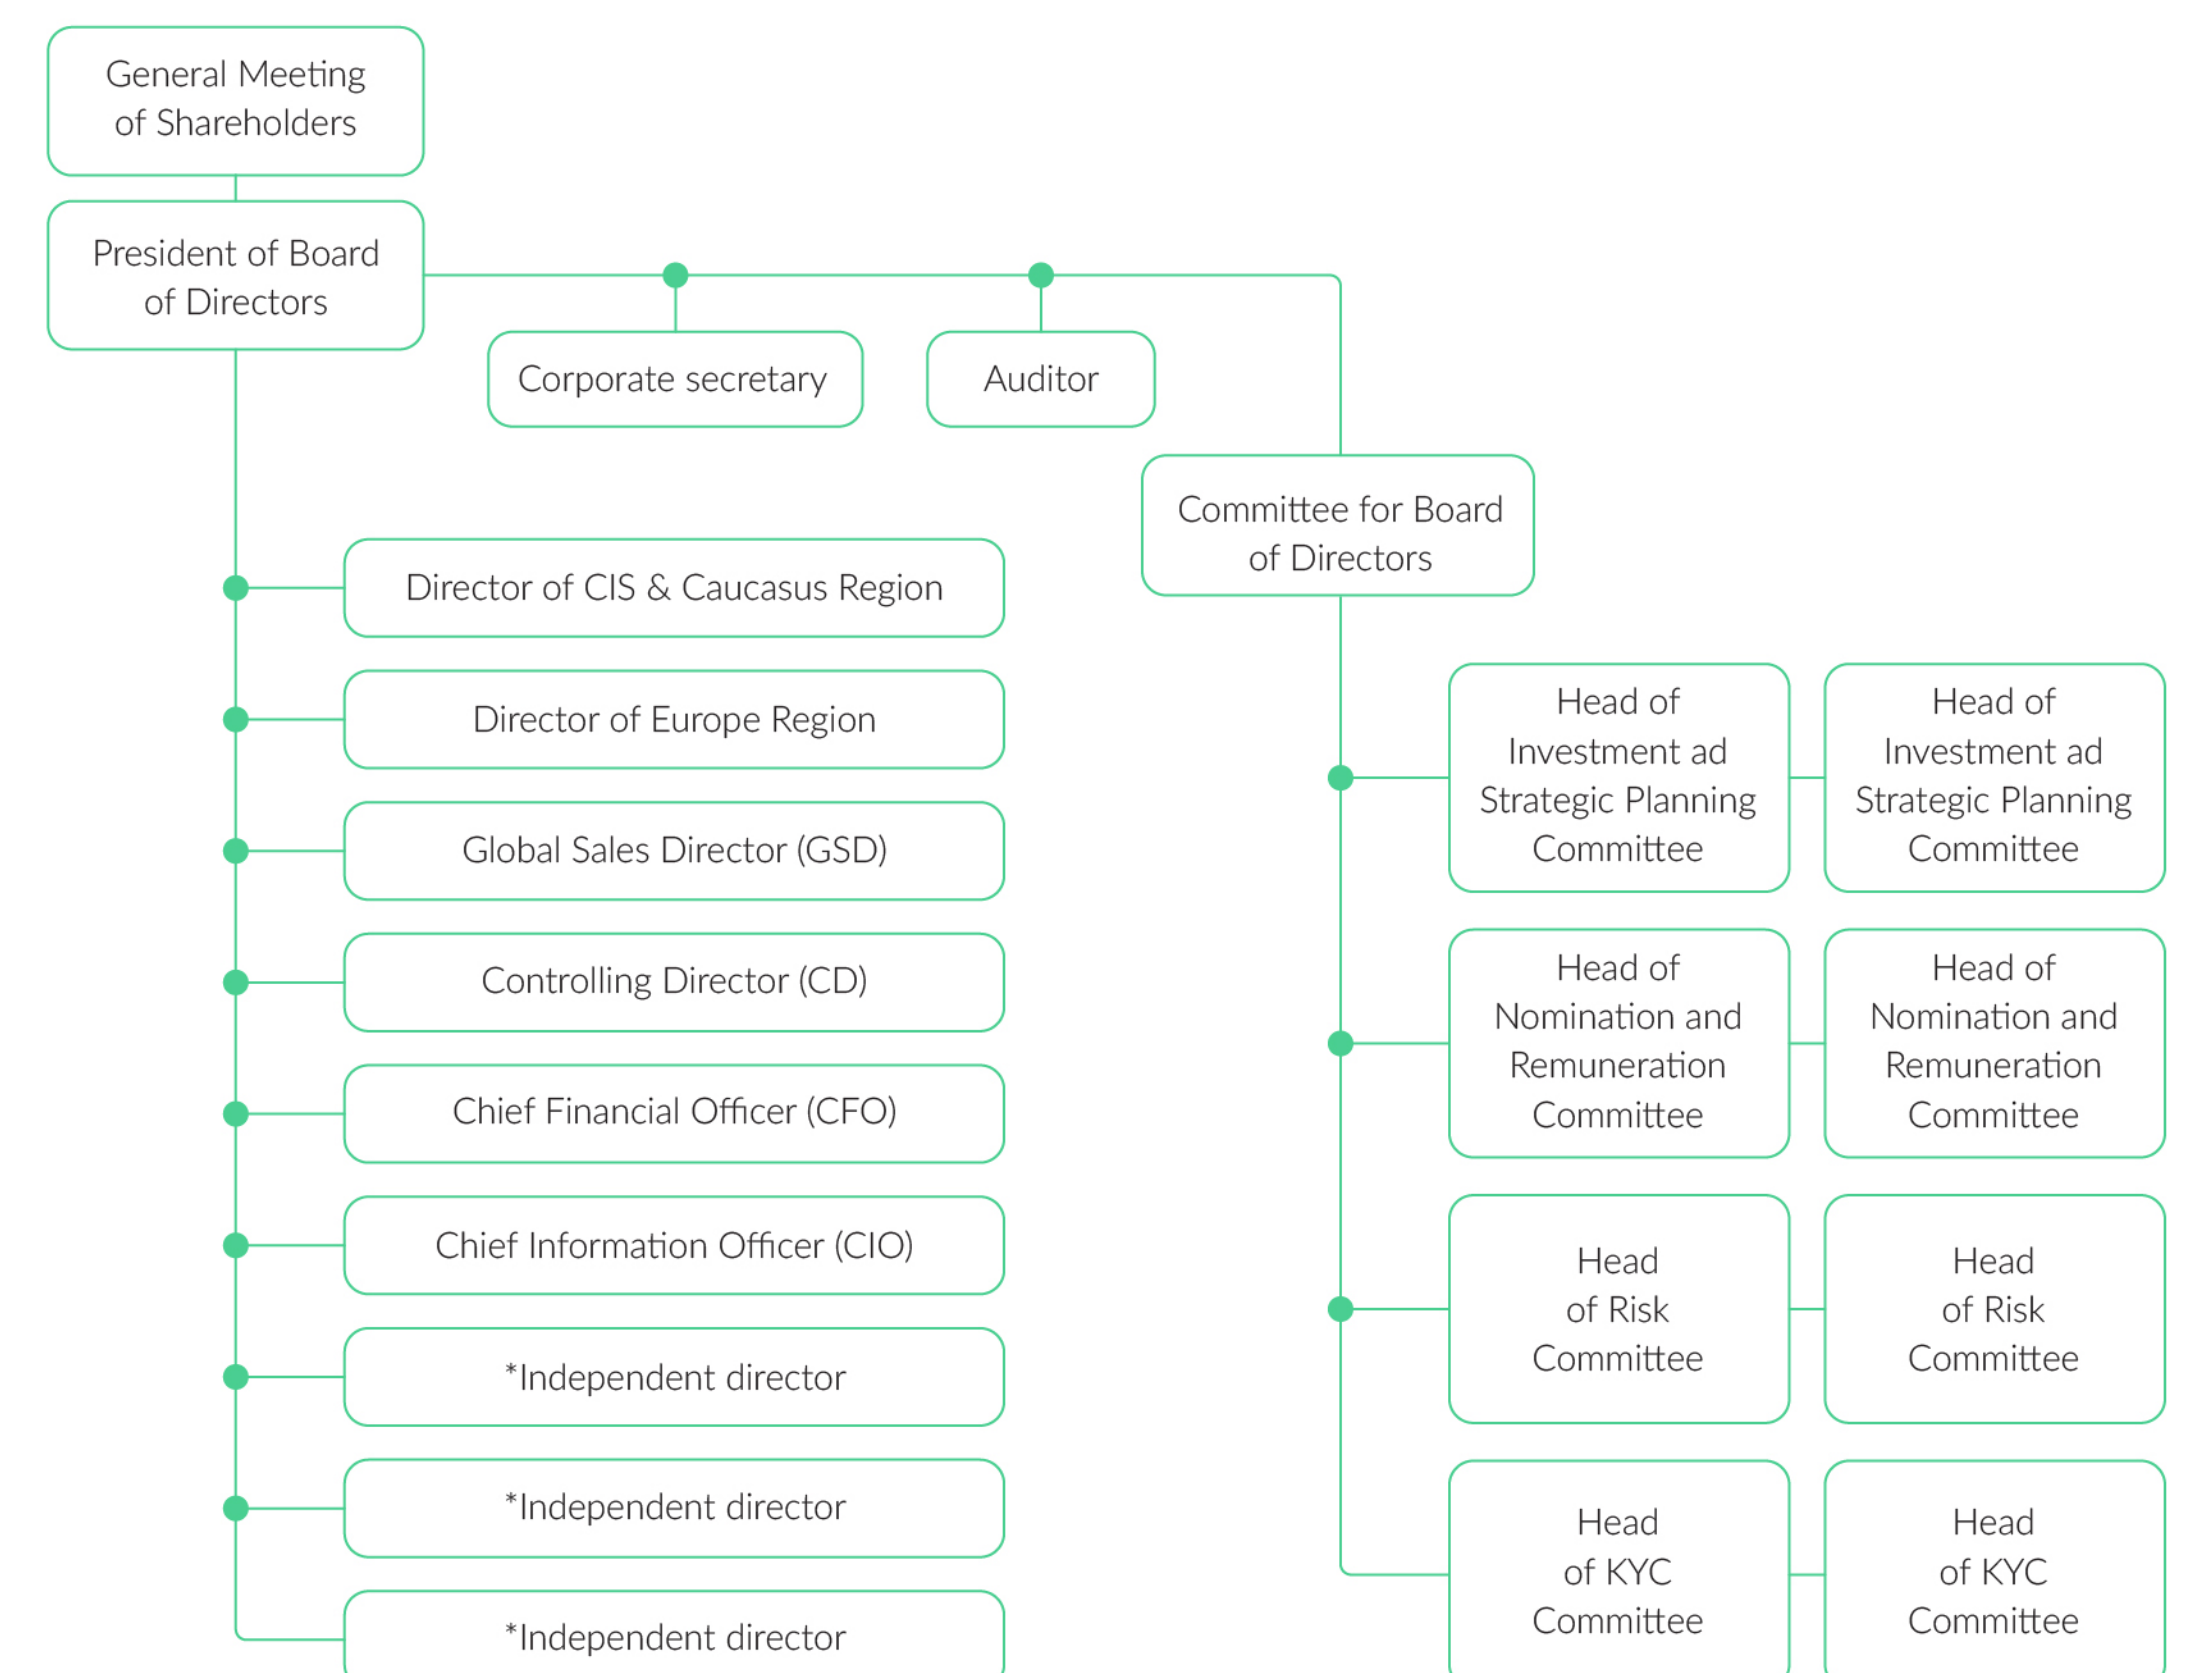 General Meeting
of Shareholders
President of Board
of Directors
Corporate secretary
Auditor
Committee for Board
of Directors
Director of CIS & Caucasus Region
Director of Europe Region
Global Sales Director (GSD)
Controlling Director (CD)
Chief Financial Officer (CFO)
Chief Information Officer (CIO)
*Independent director
*Independent director
*Independent director
Head of
Investment ad
Strategic Planning
Committee
Head of
Investment ad
Strategic Planning
Committee
Head of
Nomination and
Remuneration
Committee
Head of
Nomination and
Remuneration
Committee
Head
of Risk
Committee
Head
of Risk
Committee
Head
of KYC
Committee
Head
of KYC
Committee